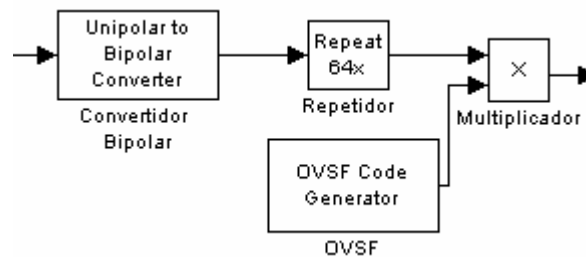 Unipolar to
Bipolar
Converter
Convertidor
Bipolar
Repeat
64x
Repetidor
×
Multiplicador
OVSF Code
Generator
OVSF